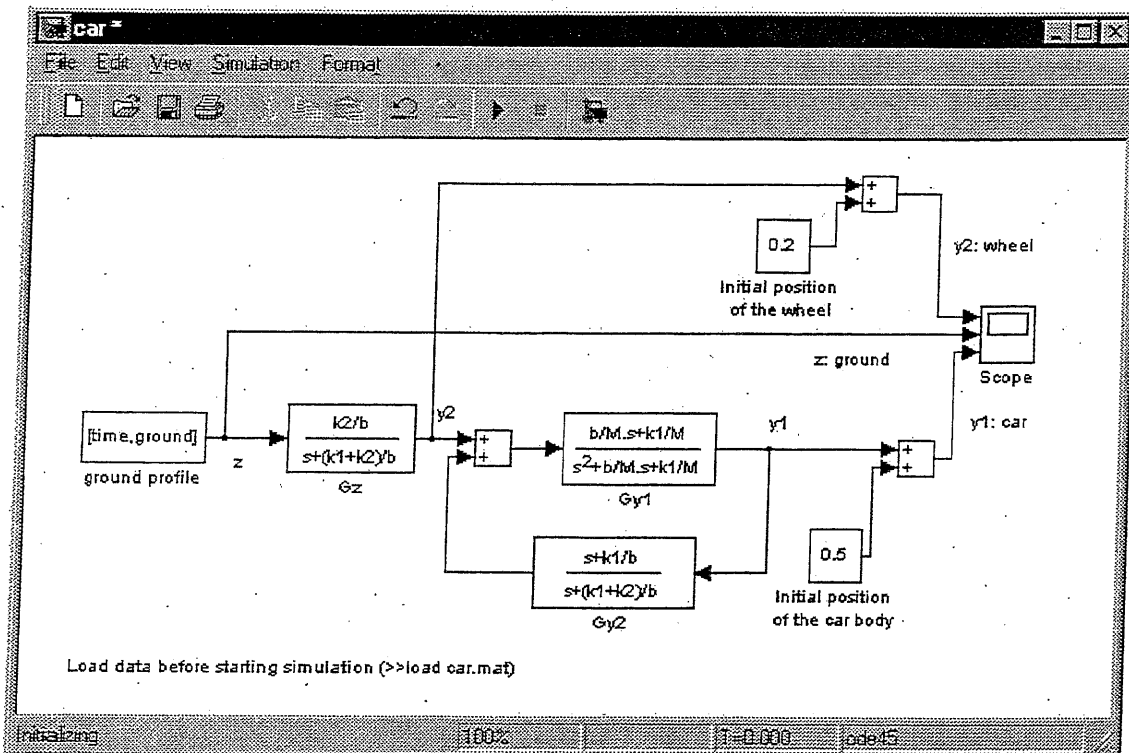 car *
File Edit View Simulation Format
+
+
0.2
y2: wheel
Initial position
of the wheel
z: ground
Scope
[time,ground]
z
ground profile
k2/b
s+(k1+k2)/b
Gz
y2
+
+
b/M.s+k1/M
s^2+b/M.s+k1/M
Gy1
y1
+
+
y1: car
s+k1/b
s+(k1+k2)/b
Gy2
0.5
Initial position
of the car body
Load data before starting simulation (>>load car.mat)
Initializing 100% T=0.000 ode45